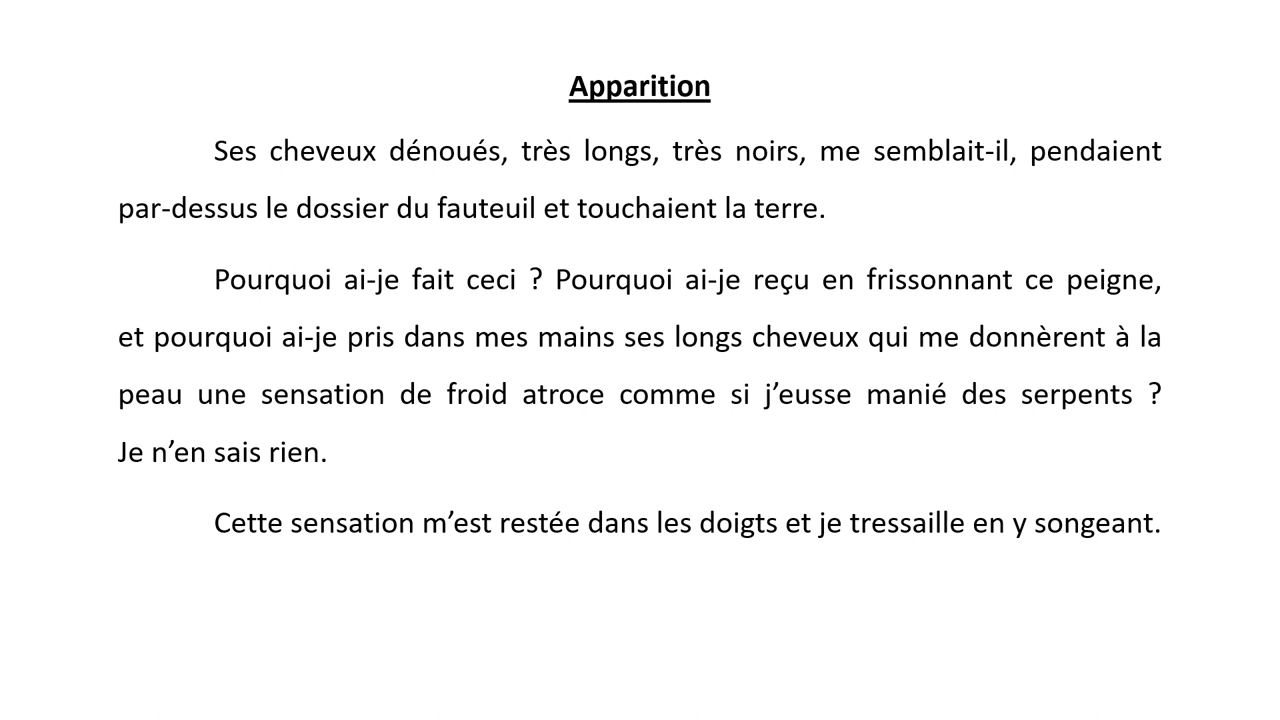 Apparition
Ses cheveux dénoués, très longs, très noirs, me semblait-il, pendaient
par-dessus le dossier du fauteuil et touchaient la terre.
Pourquoi ai-je fait ceci ? Pourquoi ai-je reçu en frissonnant ce peigne,
et pourquoi ai-je pris dans mes mains ses longs cheveux qui me donnèrent à la
peau une sensation de froid atroce comme si j’eusse manié des serpents ?
Je n’en sais rien.
Cette sensation m’est restée dans les doigts et je tressaille en y songeant.